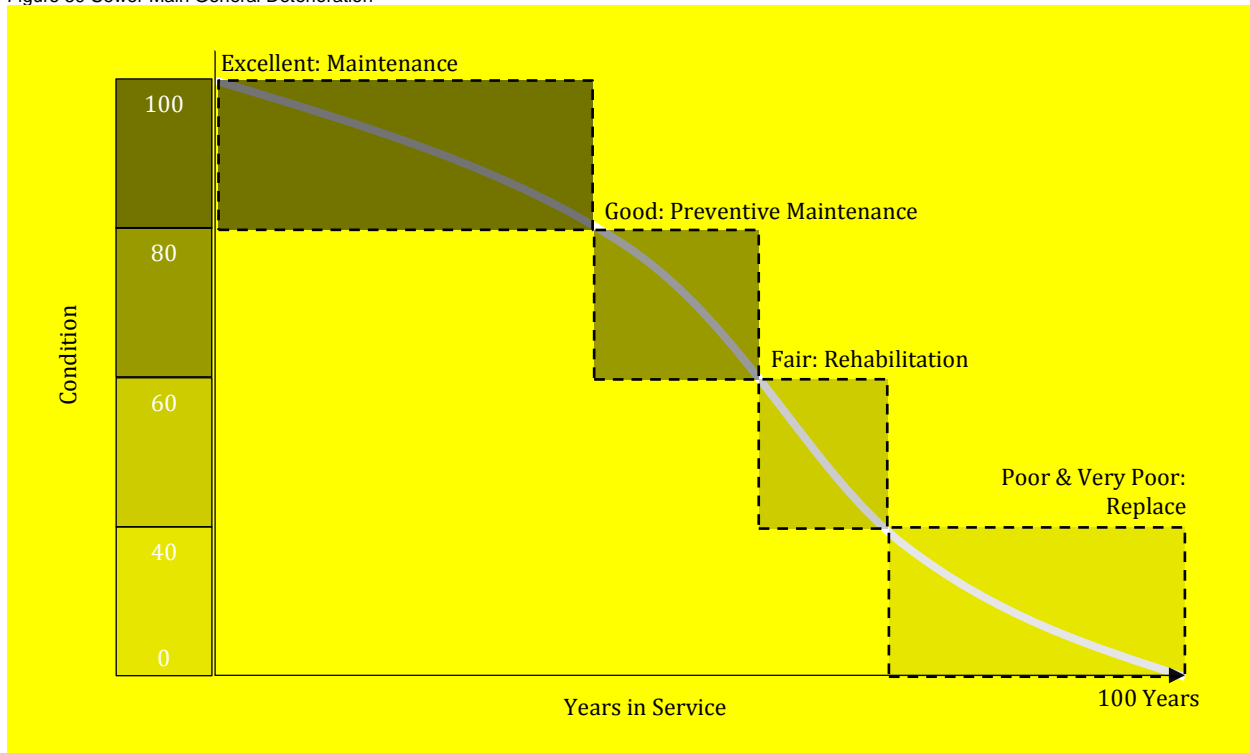 Excellent: Maintenance
100
Good: Preventive Maintenance
80
Condition
Fair: Rehabilitation
60
Poor & Very Poor:
Replace
40
0
100 Years
Years in Service